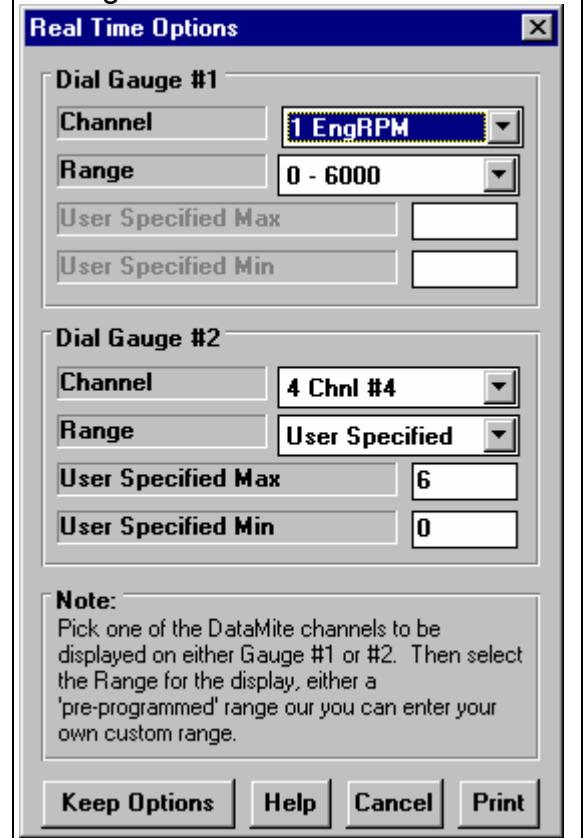 Real Time Options
Dial Gauge #1
Channel 1 EngRPM
Range 0 - 6000
User Specified Max
User Specified Min
Dial Gauge #2
Channel 4 Chnl #4
Range User Specified
User Specified Max 6
User Specified Min 0
Note:
Pick one of the DataMite channels to be
displayed on either Gauge #1 or #2. Then select
the Range for the display, either a
'pre-programmed' range our you can enter your
own custom range.
Keep Options Help Cancel Print